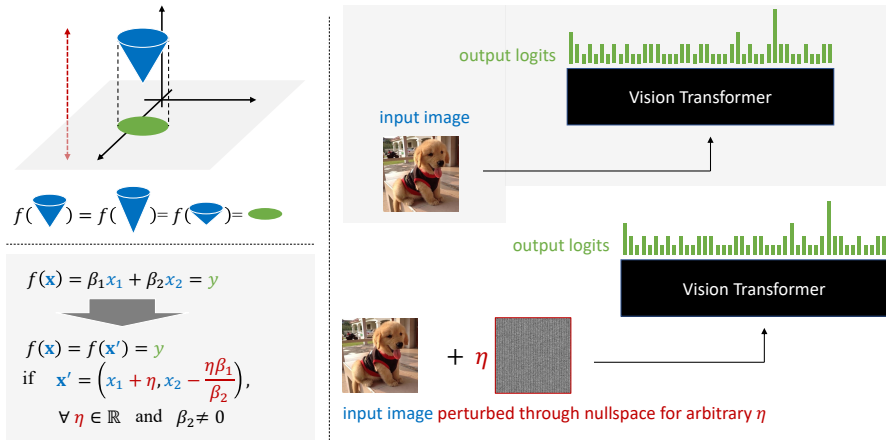 f(▼) = f(▼)= f(▼)=
f(x) = β₁x₁ + β₂x₂ = y
f(x) = f(x′) = y
if x′ = (x₁ + η, x₂ − ηβ₁/β₂),
∀ η ∈ ℝ and β₂ ≠ 0
output logits
Vision Transformer
input image
output logits
Vision Transformer
+ η
input image perturbed through nullspace for arbitrary η